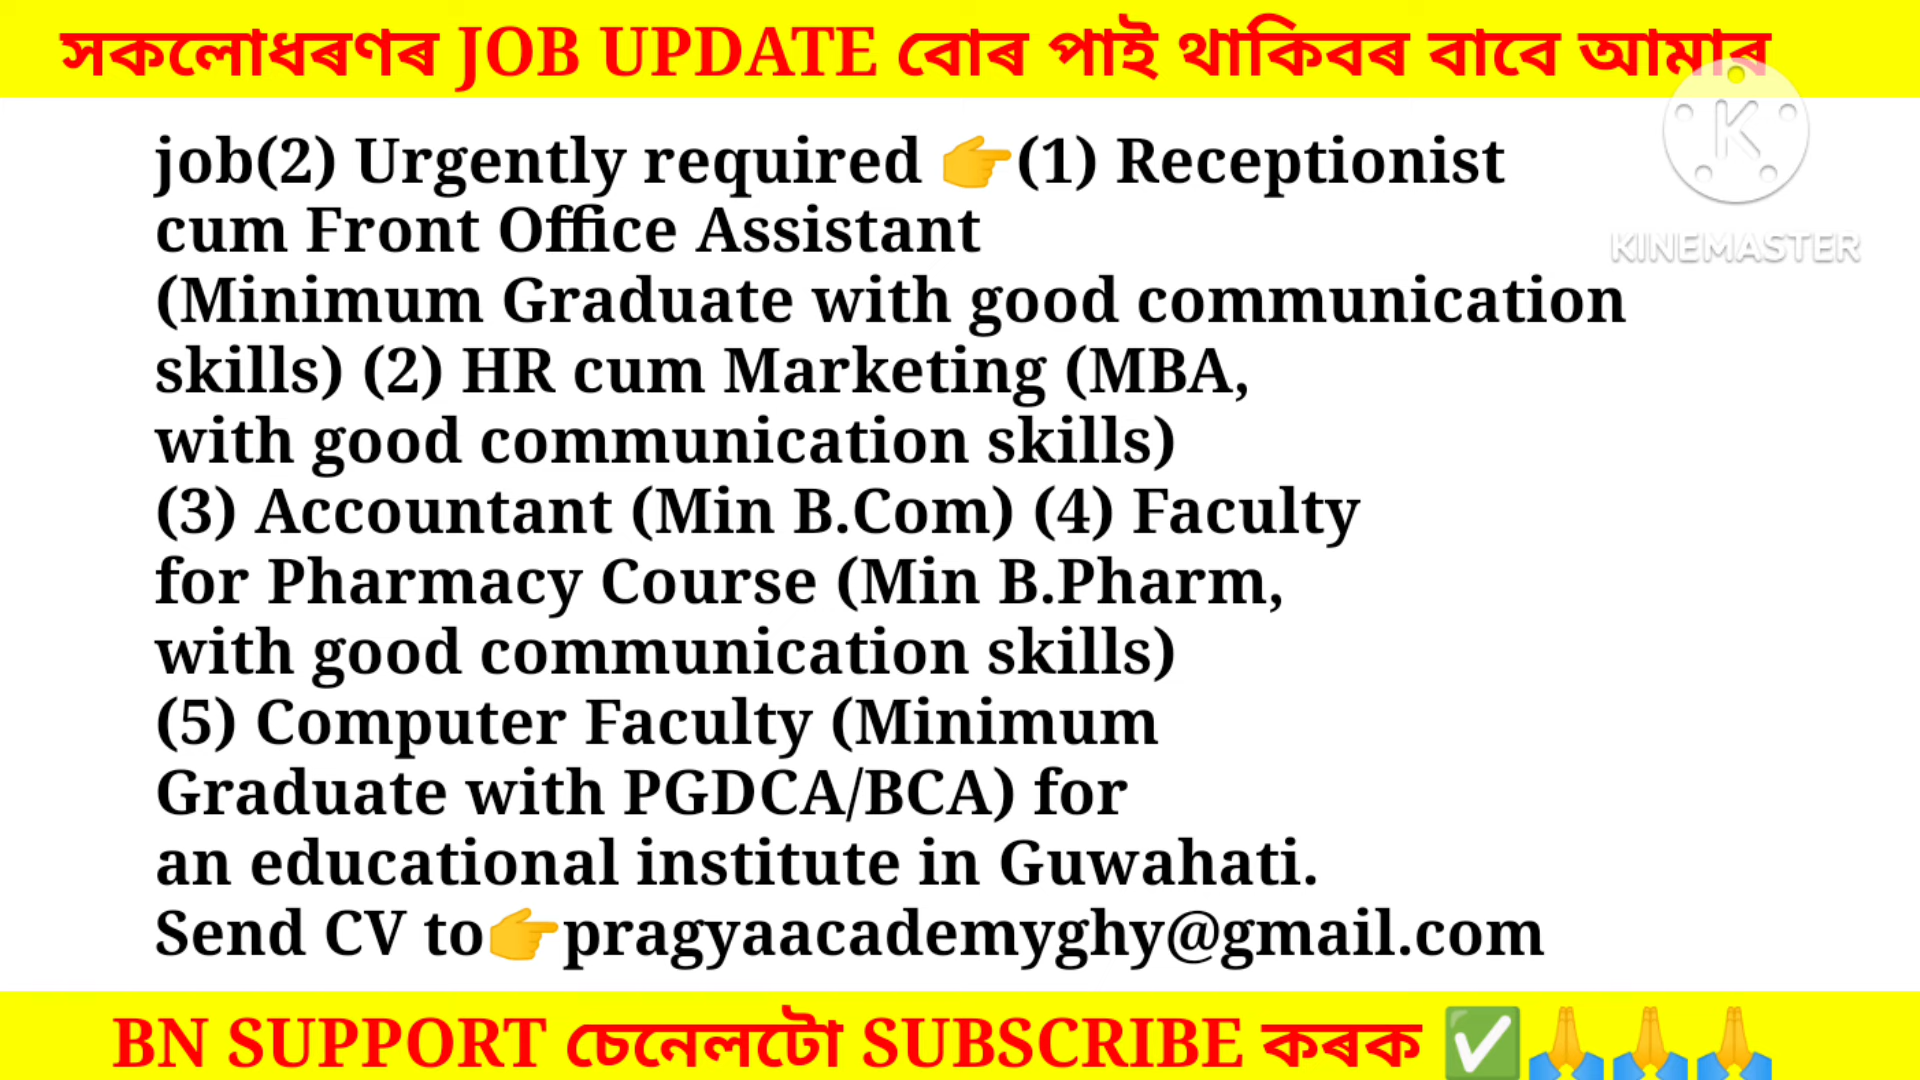 সকলোধৰণৰ JOB UPDATE বোৰ পাই থাকিবৰ বাবে আমাৰ
job(2) Urgently required 👉(1) Receptionist
cum Front Office Assistant
(Minimum Graduate with good communication
skills) (2) HR cum Marketing (MBA,
with good communication skills)
(3) Accountant (Min B.Com) (4) Faculty
for Pharmacy Course (Min B.Pharm,
with good communication skills)
(5) Computer Faculty (Minimum
Graduate with PGDCA/BCA) for
an educational institute in Guwahati.
Send CV to👉pragyaacademyghy@gmail.com
BN SUPPORT চেনেলটো SUBSCRIBE কৰক ✅🙏🙏🙏
K
KINEMASTER